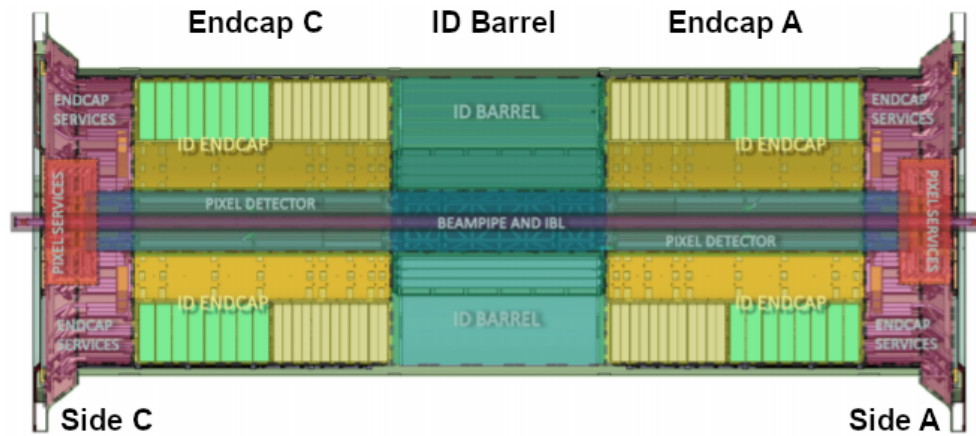 Endcap C ID Barrel Endcap A
ENDCAP SERVICES
ID BARREL
ENDCAP SERVICES
ID ENDCAP
ID ENDCAP
PIXEL SERVICES
PIXEL DETECTOR
BEAMPIPE AND IBL
PIXEL DETECTOR
PIXEL SERVICES
ID ENDCAP
ID ENDCAP
ENDCAP SERVICES
ID BARREL
ENDCAP SERVICES
Side C Side A